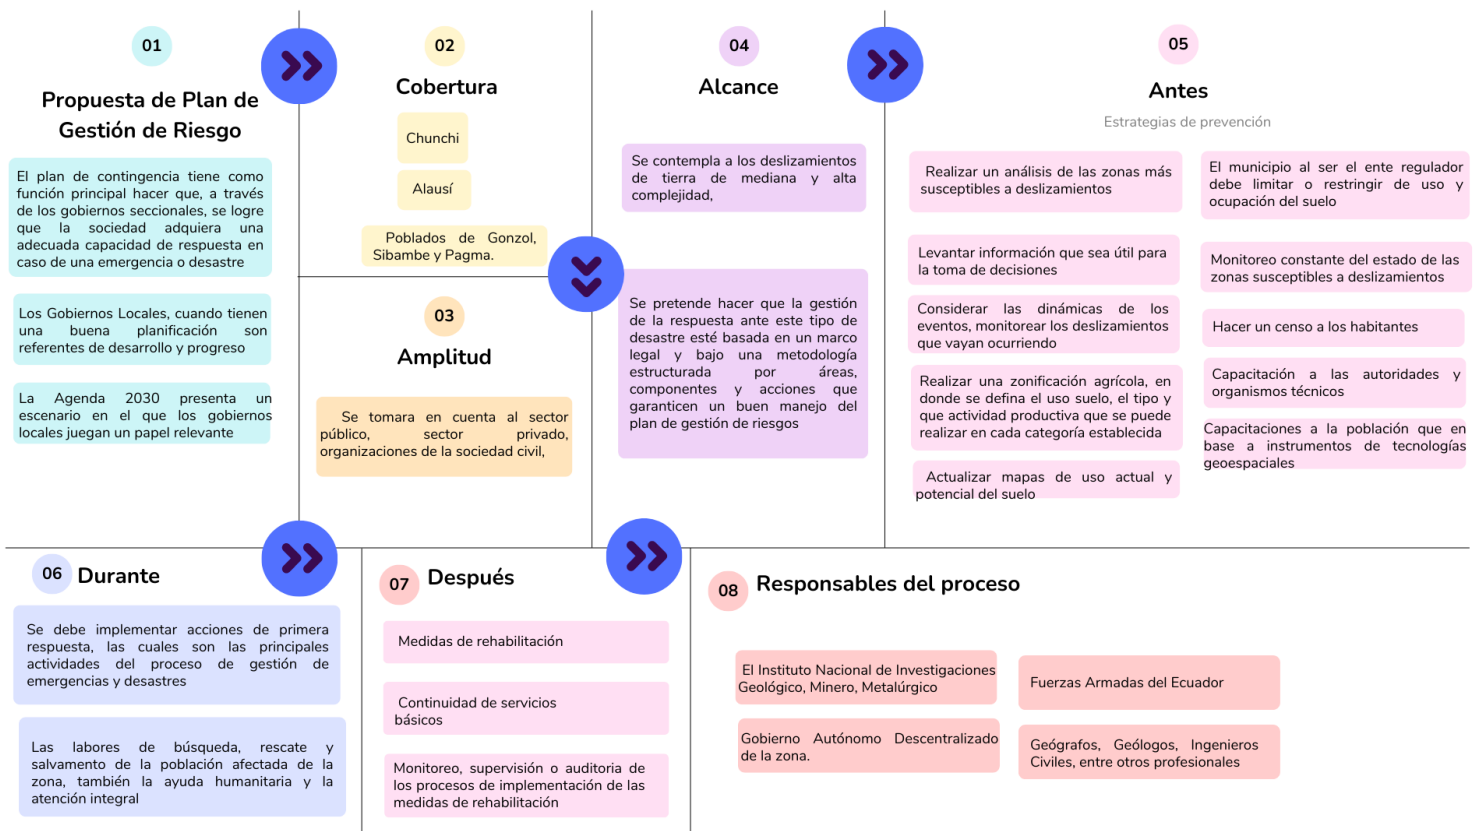 01
Propuesta de Plan de
Gestión de Riesgo
El plan de contingencia tiene como
función principal hacer que, a través
de los gobiernos seccionales, se logre
que la sociedad adquiera una
adecuada capacidad de respuesta en
caso de una emergencia o desastre
Los Gobiernos Locales, cuando tienen
una buena planificación son
referentes de desarrollo y progreso
La Agenda 2030 presenta un
escenario en el que los gobiernos
locales juegan un papel relevante
02
Cobertura
Chunchi
Alausí
Poblados de Gonzol,
Sibambe y Pagma.
03
Amplitud
Se tomara en cuenta al sector
público, sector privado,
organizaciones de la sociedad civil,
04
Alcance
Se contempla a los deslizamientos
de tierra de mediana y alta
complejidad,
Se pretende hacer que la gestión
de la respuesta ante este tipo de
desastre esté basada en un marco
legal y bajo una metodología
estructurada por áreas,
componentes y acciones que
garanticen un buen manejo del
plan de gestión de riesgos
05
Antes
Estrategias de prevención
Realizar un análisis de las zonas más
susceptibles a deslizamientos
Levantar información que sea útil para
la toma de decisiones
Considerar las dinámicas de los
eventos, monitorear los deslizamientos
que vayan ocurriendo
Realizar una zonificación agrícola, en
donde se defina el uso suelo, el tipo y
que actividad productiva que se puede
realizar en cada categoría establecida
Actualizar mapas de uso actual y
potencial del suelo
El municipio al ser el ente regulador
debe limitar o restringir de uso y
ocupación del suelo
Monitoreo constante del estado de las
zonas susceptibles a deslizamientos
Hacer un censo a los habitantes
Capacitación a las autoridades y
organismos técnicos
Capacitaciones a la población que en
base a instrumentos de tecnologías
geoespaciales
06
Durante
Se debe implementar acciones de primera
respuesta, las cuales son las principales
actividades del proceso de gestión de
emergencias y desastres
Las labores de búsqueda, rescate y
salvamento de la población afectada de la
zona, también la ayuda humanitaria y la
atención integral
07
Después
Medidas de rehabilitación
Continuidad de servicios
básicos
Monitoreo, supervisión o auditoria de
los procesos de implementación de las
medidas de rehabilitación
08
Responsables del proceso
El Instituto Nacional de Investigaciones
Geológico, Minero, Metalúrgico
Gobierno Autónomo Descentralizado
de la zona.
Fuerzas Armadas del Ecuador
Geógrafos, Geólogos, Ingenieros
Civiles, entre otros profesionales